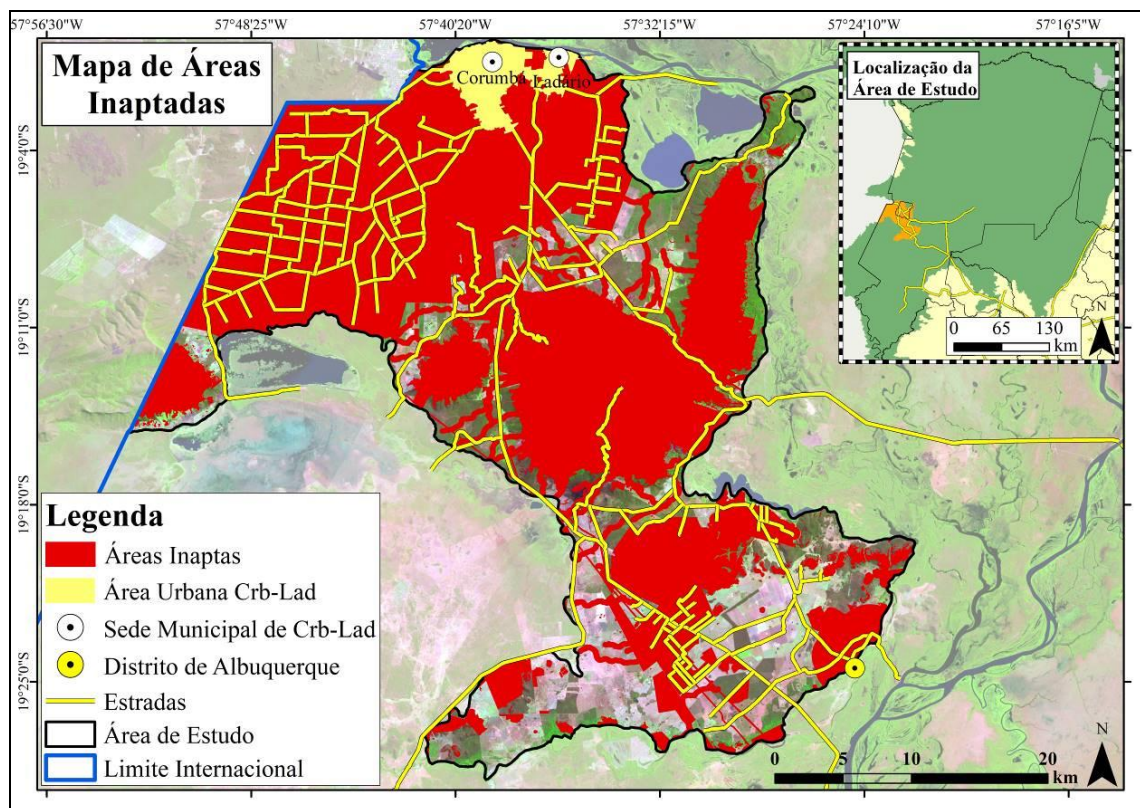 57°56'30"W
57°48'25"W
57°40'20"W
57°32'15"W
57°24'10"W
57°16'5"W
Mapa de Áreas
Inaptadas
Corumbá
Ladário
Localização da
Área de Estudo
N
0 65 130
km
19°40"S
19°11'0"S
19°18'0"S
19°25'0"S
Legenda
Áreas Inaptas
Área Urbana Crb-Lad
Sede Municipal de Crb-Lad
Distrito de Albuquerque
Estradas
Área de Estudo
Limite Internacional
N
0 5 10 20
km